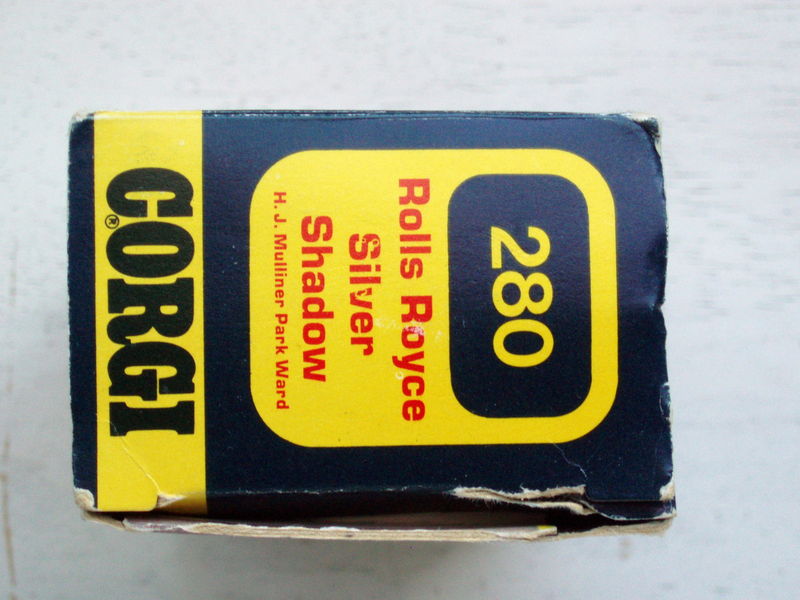 280
Rolls Royce
Silver
Shadow
H. J. Mulliner Park Ward
CORGI®